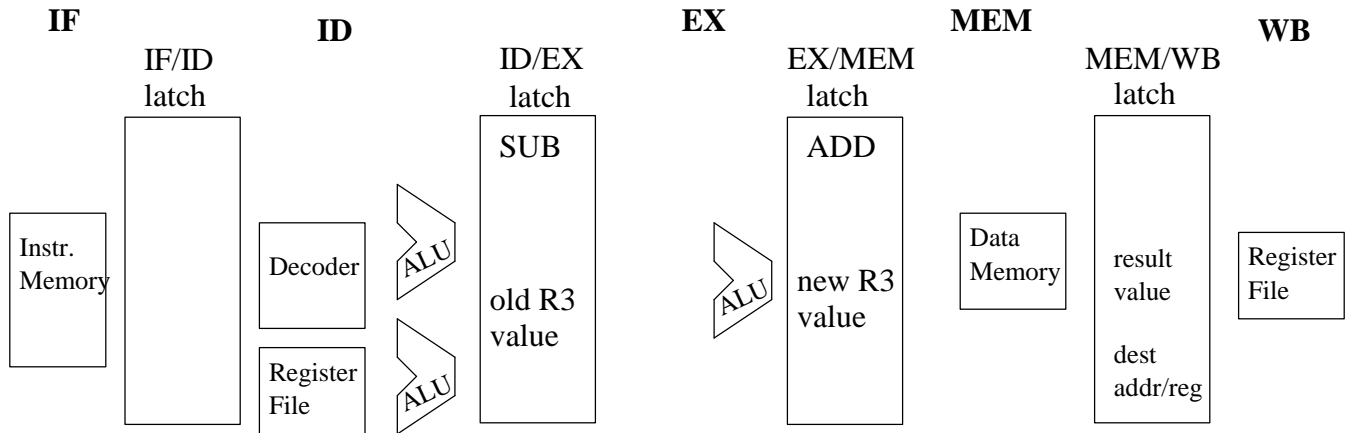 IF
ID
EX
MEM
WB
IF/ID
latch
ID/EX
latch
EX/MEM
latch
MEM/WB
latch
SUB
ADD
Instr.
Memory
Decoder
Register
File
ALU
ALU
old R3
value
ALU
new R3
value
Data
Memory
result
value
dest
addr/reg
Register
File